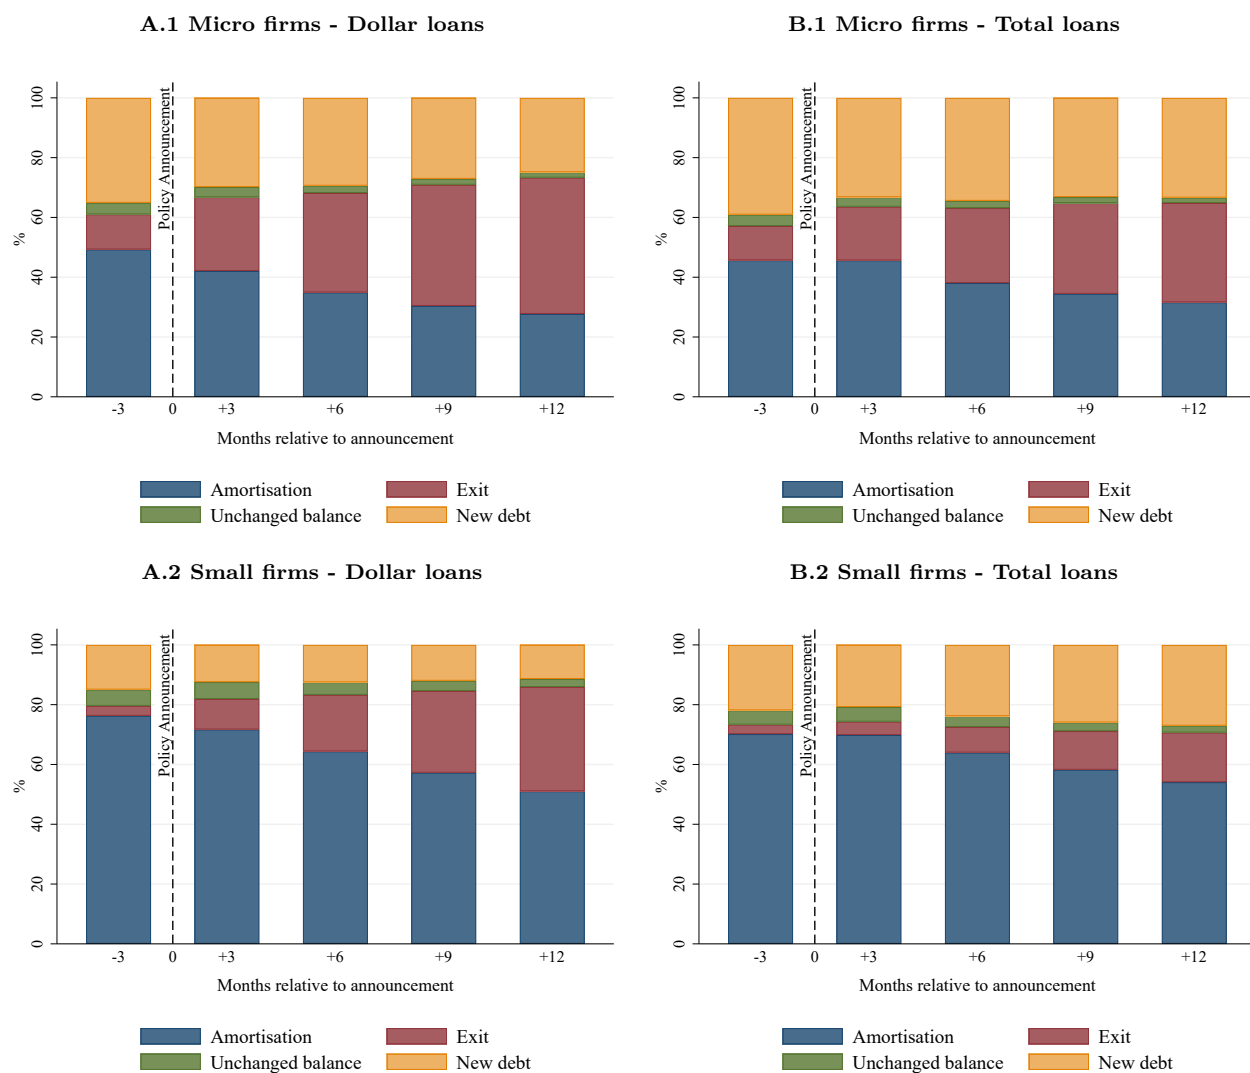 A.1 Micro firms - Dollar loans
100
80
60
40
20
0
%
Policy Announcement
-3 0 +3 +6 +9 +12
Months relative to announcement
Amortisation Exit
Unchanged balance New debt
B.1 Micro firms - Total loans
100
80
60
40
20
0
%
Policy Announcement
-3 0 +3 +6 +9 +12
Months relative to announcement
Amortisation Exit
Unchanged balance New debt
A.2 Small firms - Dollar loans
100
80
60
40
20
0
%
Policy Announcement
-3 0 +3 +6 +9 +12
Months relative to announcement
Amortisation Exit
Unchanged balance New debt
B.2 Small firms - Total loans
100
80
60
40
20
0
%
Policy Announcement
-3 0 +3 +6 +9 +12
Months relative to announcement
Amortisation Exit
Unchanged balance New debt